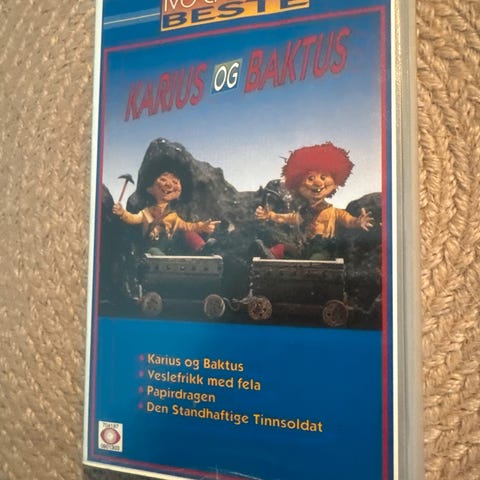 BESTE
KARIUS OG BAKTUS
Karius og Baktus
Veslefrikk med fela
Papirdragen
Den Standhaftige Tinnsoldat